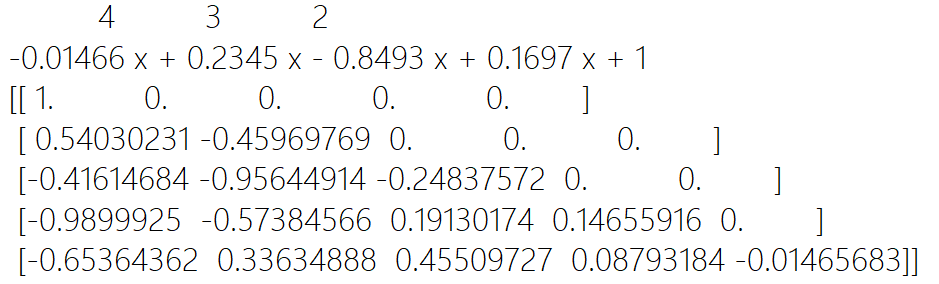 4 3 2
-0.01466 x + 0.2345 x - 0.8493 x + 0.1697 x + 1
[[ 1. 0. 0. 0. 0. ]
[ 0.54030231 -0.45969769 0. 0. 0. ]
[-0.41614684 -0.95644914 -0.24837572 0. 0. ]
[-0.9899925 -0.57384566 0.19130174 0.14655916 0. ]
[-0.65364362 0.33634888 0.45509727 0.08793184 -0.01465683]]